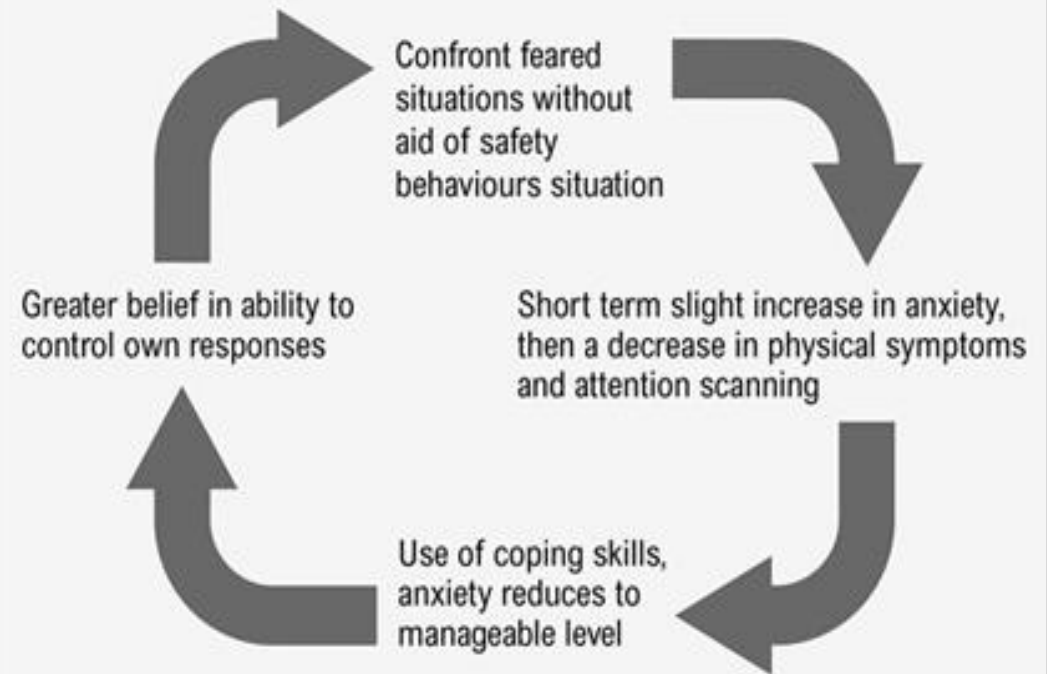 Confront feared
situations without
aid of safety
behaviours situation
Short term slight increase in anxiety,
then a decrease in physical symptoms
and attention scanning
Use of coping skills,
anxiety reduces to
manageable level
Greater belief in ability to
control own responses